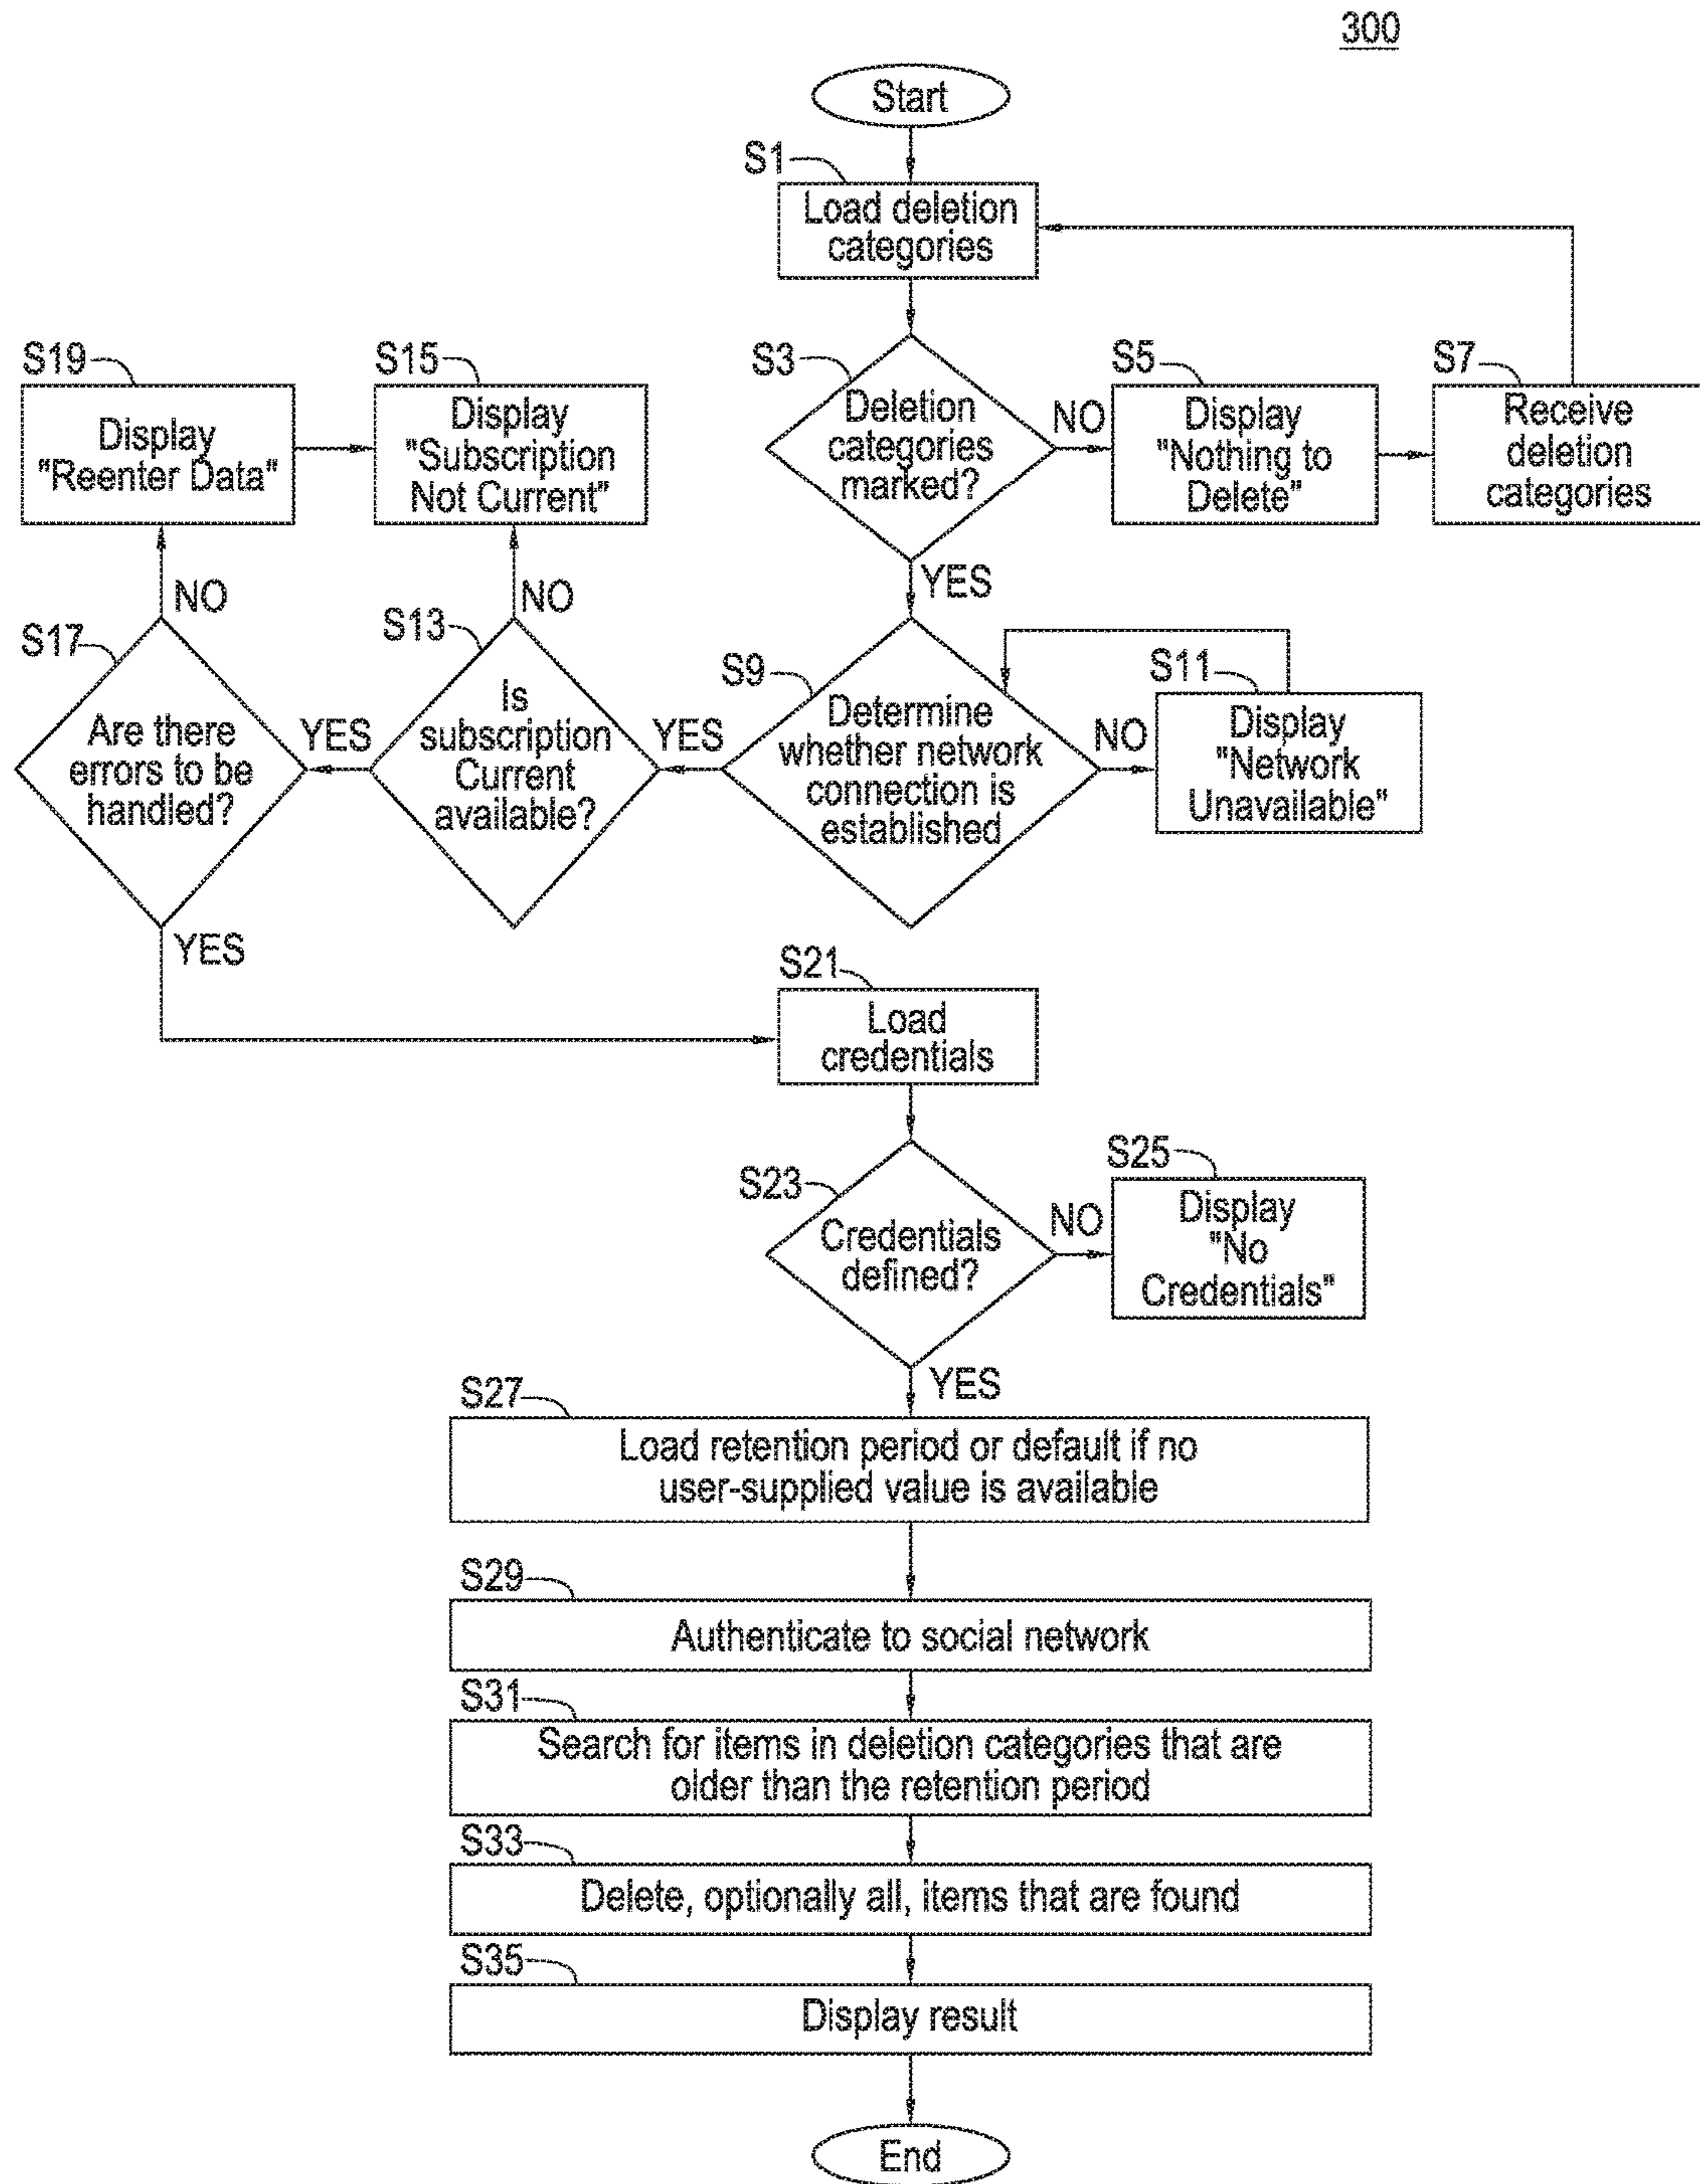 300
Start
S1
Load deletion
categories
S3
Deletion
categories
marked?
NO
S5
Display
"Nothing to
Delete"
S7
Receive
deletion
categories
YES
S19
Display
"Reenter Data"
S15
Display
"Subscription
Not Current"
NO
NO
S17
Are there
errors to be
handled?
YES
S13
Is
subscription
Current
available?
YES
S9
Determine
whether network
connection is
established
NO
S11
Display
"Network
Unavailable"
YES
S21
Load
credentials
S23
Credentials
defined?
NO
S25
Display
"No
Credentials"
YES
S27
Load retention period or default if no
user-supplied value is available
S29
Authenticate to social network
S31
Search for items in deletion categories that are
older than the retention period
S33
Delete, optionally all, items that are found
S35
Display result
End